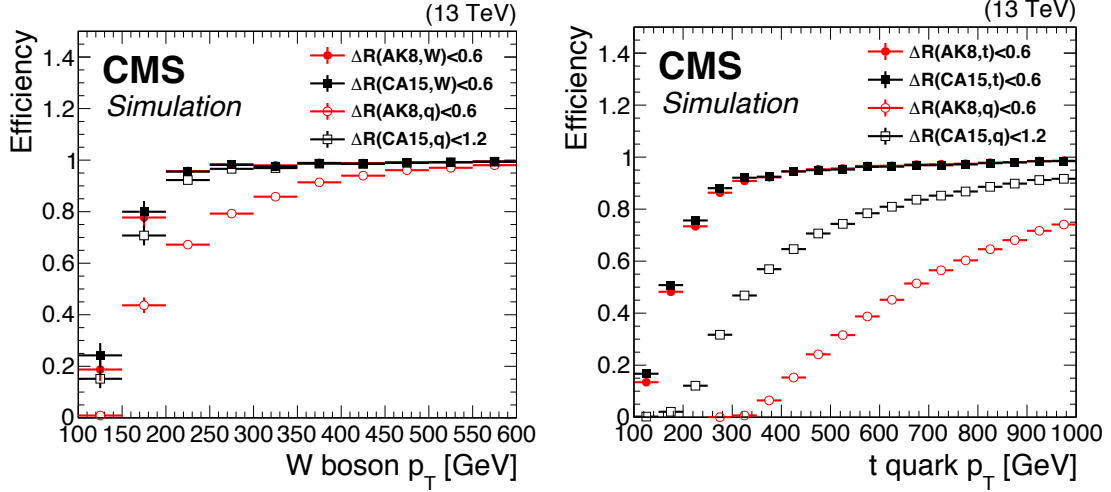 (13 TeV)
Efficiency
1.4
1.2
1
0.8
0.6
0.4
0.2
0
CMS
Simulation
ΔR(AK8,W)<0.6
ΔR(CA15,W)<0.6
ΔR(AK8,q)<0.6
ΔR(CA15,q)<1.2
100 150 200 250 300 350 400 450 500 550 600
W boson p_T [GeV]
(13 TeV)
Efficiency
1.4
1.2
1
0.8
0.6
0.4
0.2
0
CMS
Simulation
ΔR(AK8,t)<0.6
ΔR(CA15,t)<0.6
ΔR(AK8,q)<0.6
ΔR(CA15,q)<1.2
100 200 300 400 500 600 700 800 900 1000
t quark p_T [GeV]